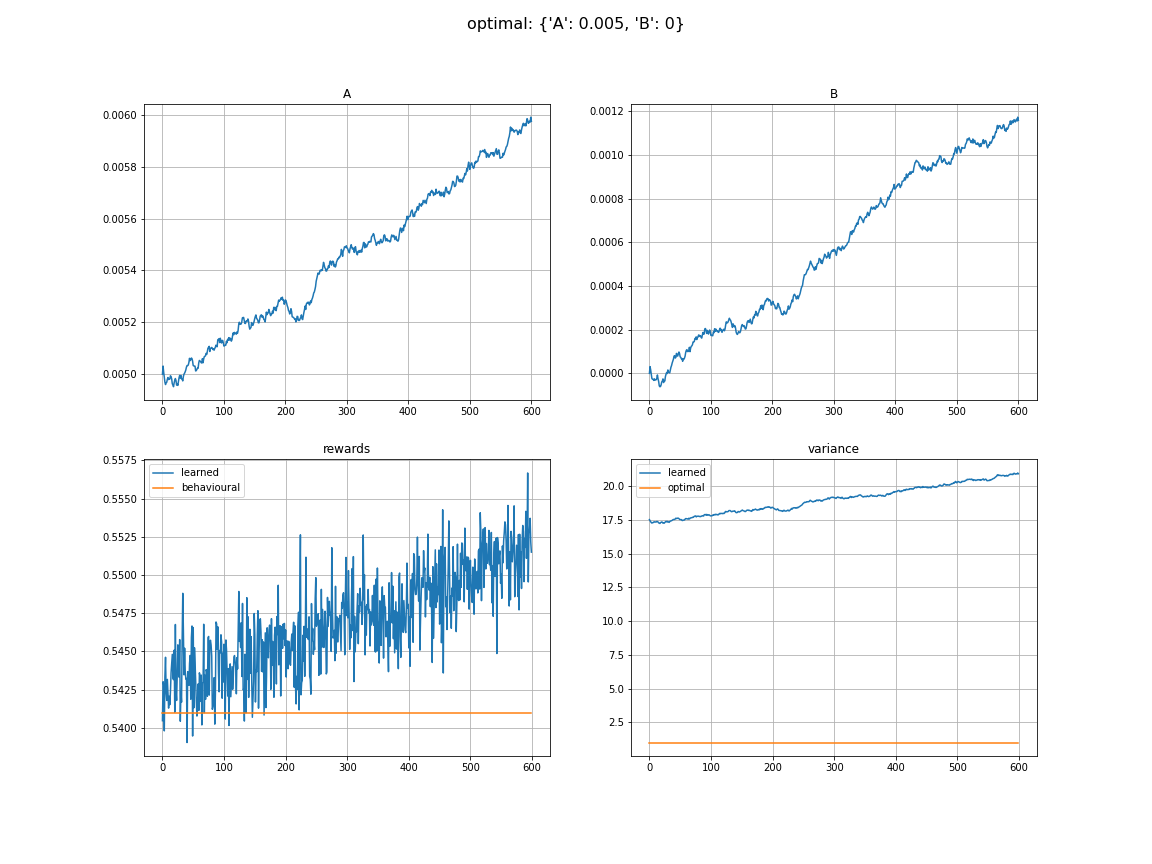 optimal: {'A': 0.005, 'B': 0}
A
0.0060
0.0058
0.0056
0.0054
0.0052
0.0050
0 100 200 300 400 500 600
B
0.0012
0.0010
0.0008
0.0006
0.0004
0.0002
0.0000
0 100 200 300 400 500 600
rewards
learned
behavioural
0.5575
0.5550
0.5525
0.5500
0.5475
0.5450
0.5425
0.5400
0 100 200 300 400 500 600
variance
learned
optimal
20.0
17.5
15.0
12.5
10.0
7.5
5.0
2.5
0 100 200 300 400 500 600